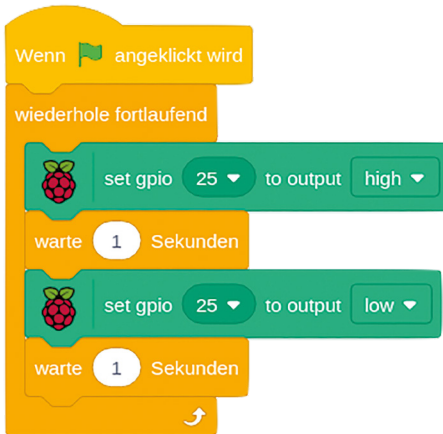 Wenn angeklickt wird
wiederhole fortlaufend
set gpio 25 to output high
warte 1 Sekunden
set gpio 25 to output low
warte 1 Sekunden